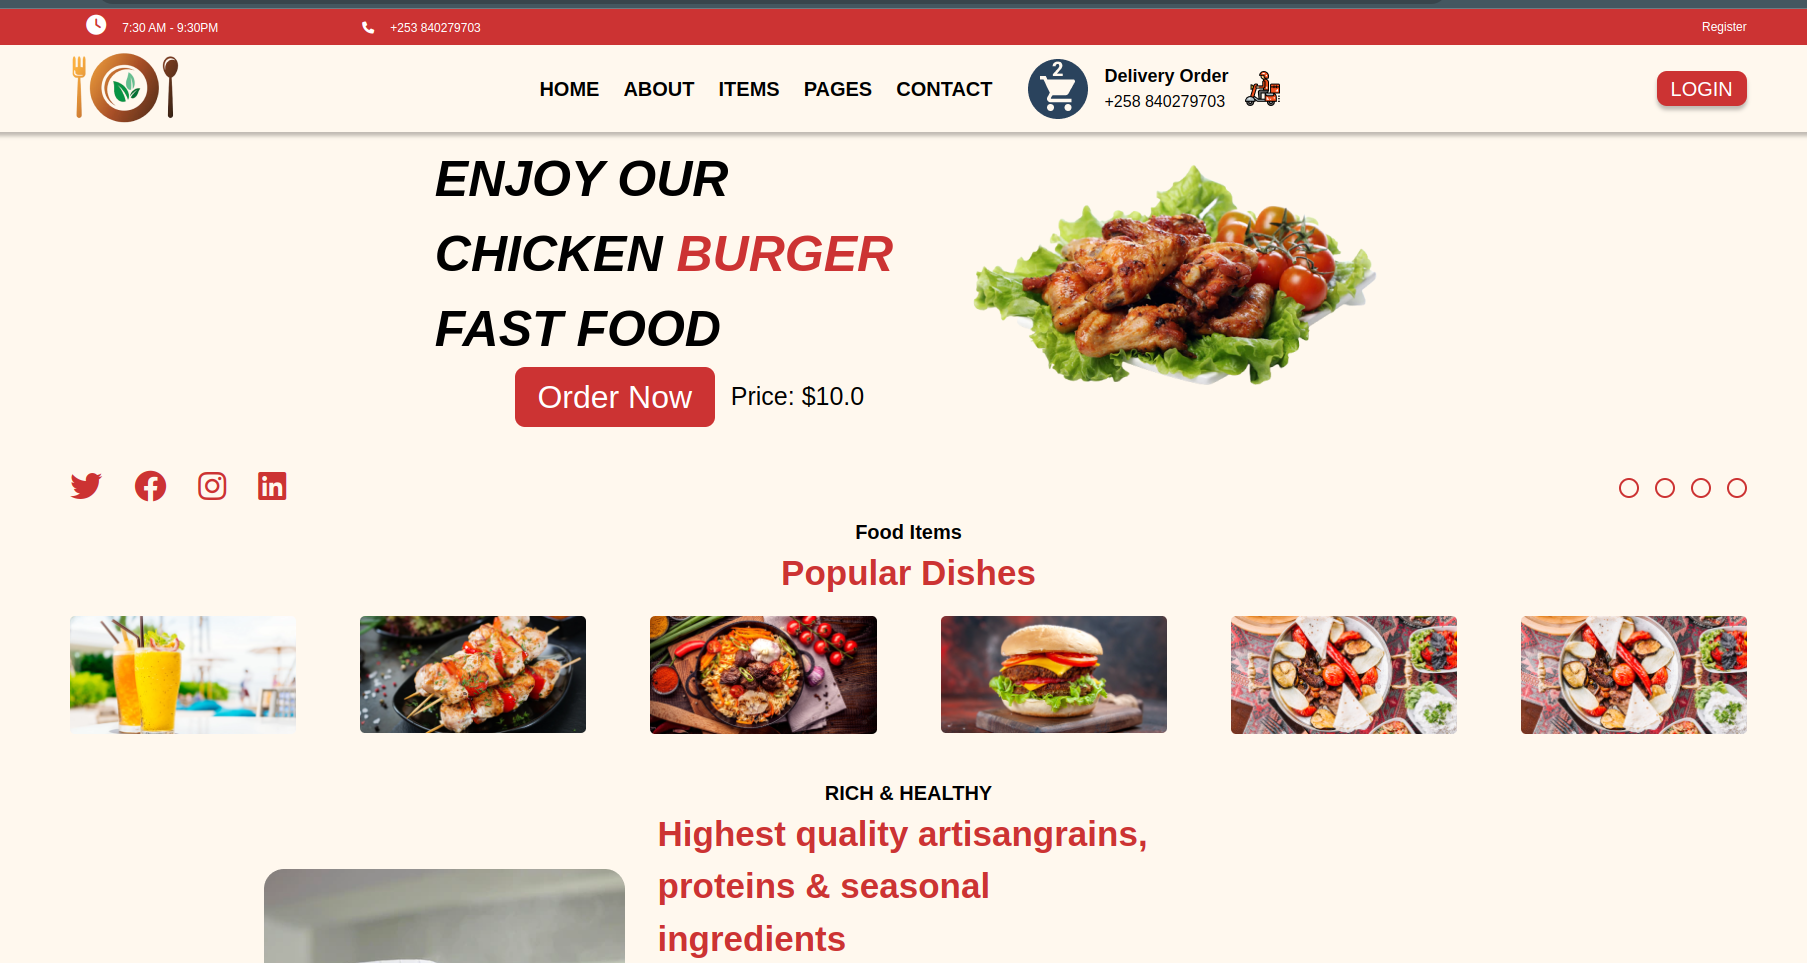 7:30 AM - 9:30PM
+253 840279703
Register
HOME
ABOUT
ITEMS
PAGES
CONTACT
2
Delivery Order
+258 840279703
LOGIN
ENJOY OUR
CHICKEN BURGER
FAST FOOD
Order Now
Price: $10.0
Food Items
Popular Dishes
RICH & HEALTHY
Highest quality artisangrains,
proteins & seasonal
ingredients